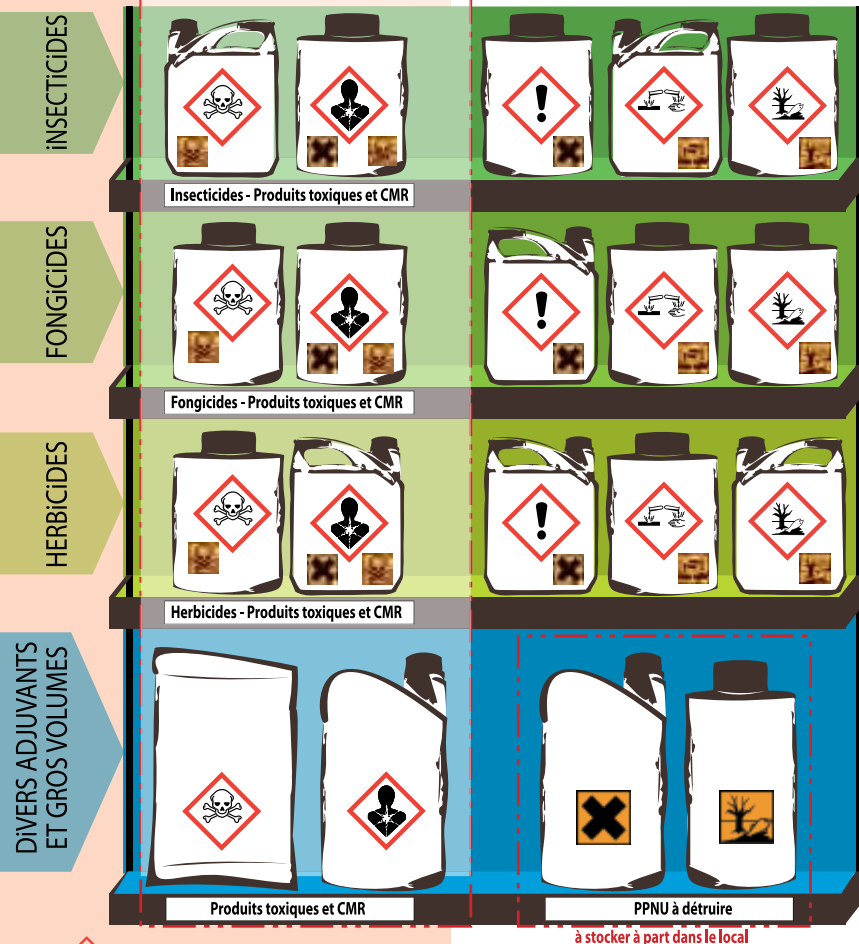 iNSECTiCiDES
Insecticides - Produits toxiques et CMR
FONGiCiDES
Fongicides - Produits toxiques et CMR
HERBiCiDES
Herbicides - Produits toxiques et CMR
DiVERS ADJUVANTS
ET GROS VOLUMES
Produits toxiques et CMR
PPNU à détruire
à stocker à part dans le local